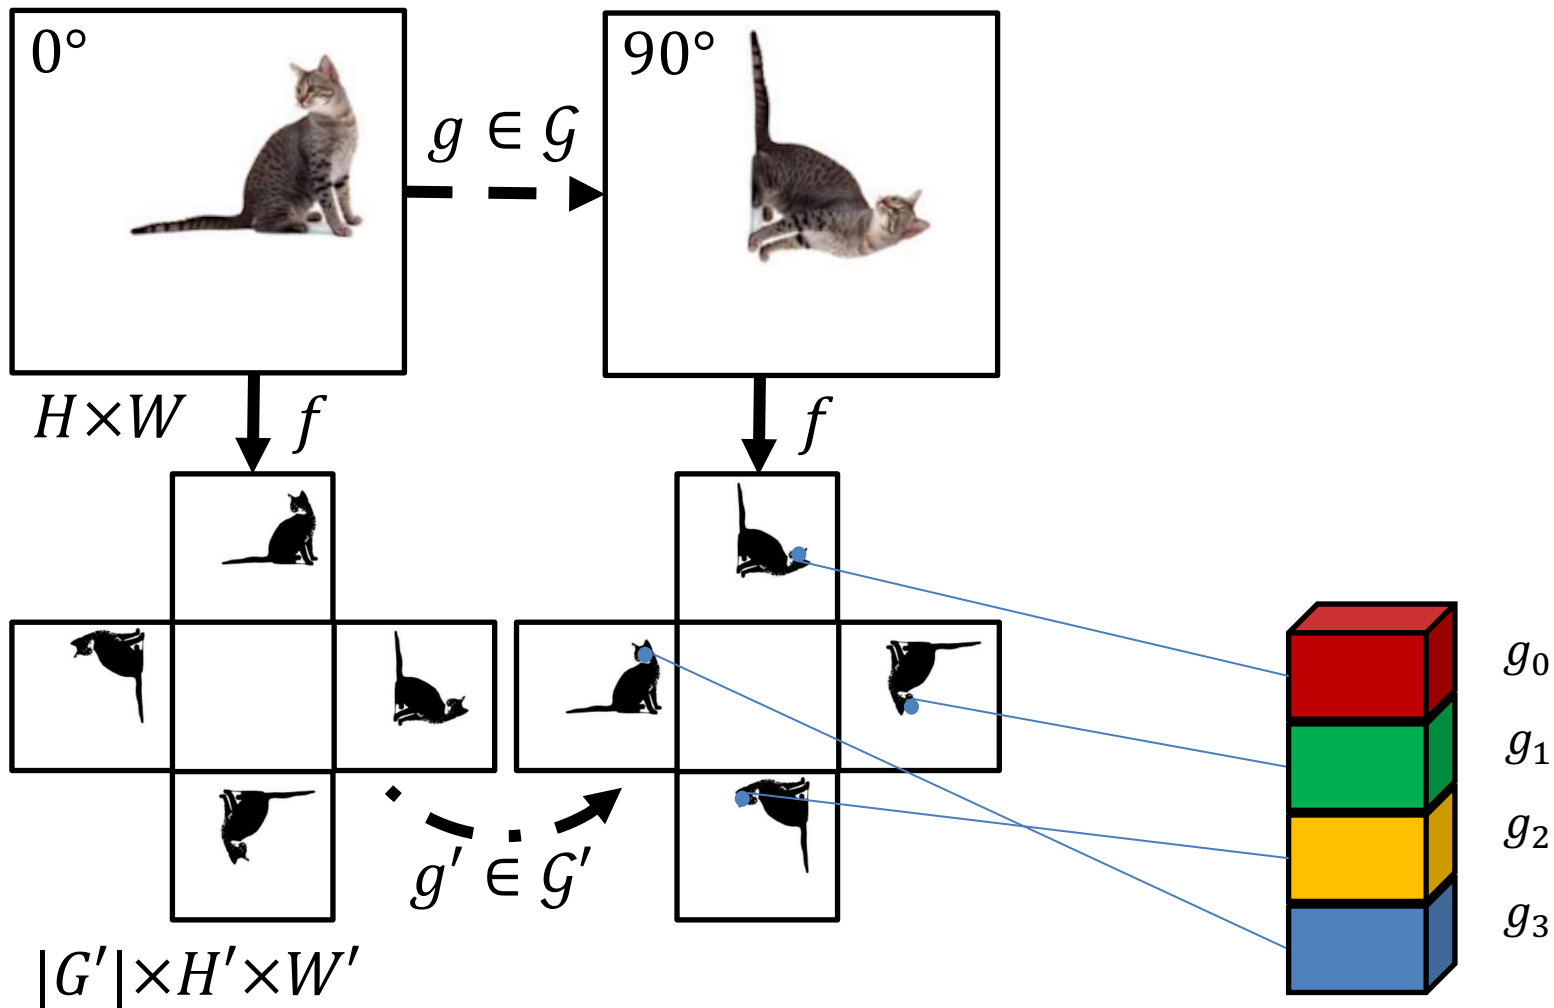 0°
90°
g ∈ 𝒢
H×W
f
f
g₀
g₁
g₂
g₃
g′ ∈ 𝒢′
|G′|×H′×W′